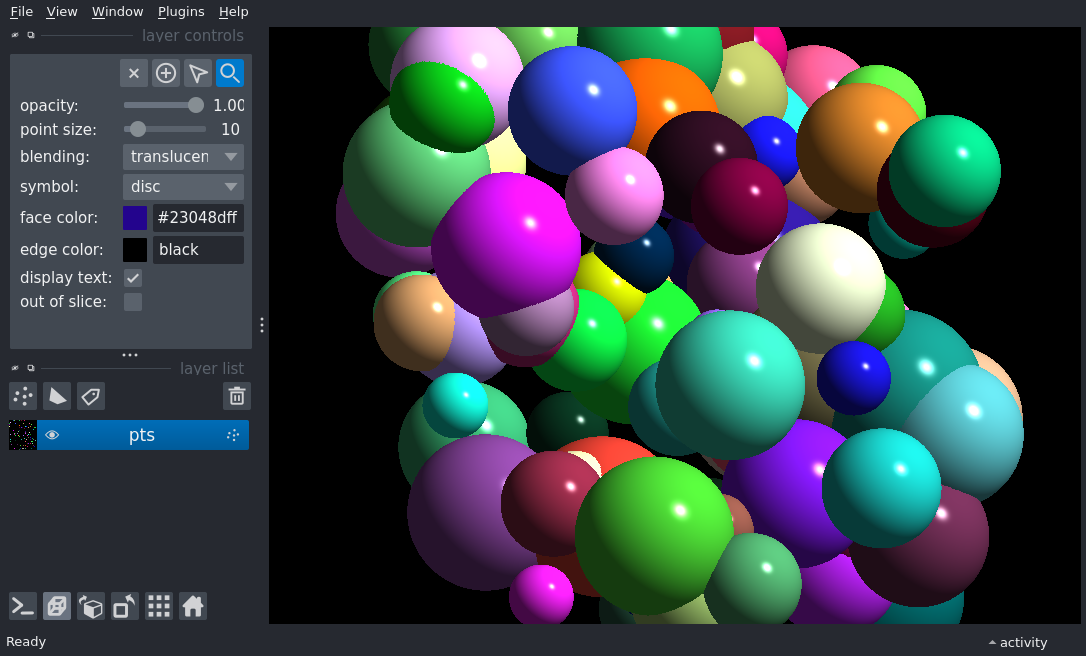 File View Window Plugins Help
layer controls
opacity: 1.00
point size: 10
blending: translucen
symbol: disc
face color: #23048dff
edge color: black
display text:
out of slice:
layer list
pts
Ready
activity